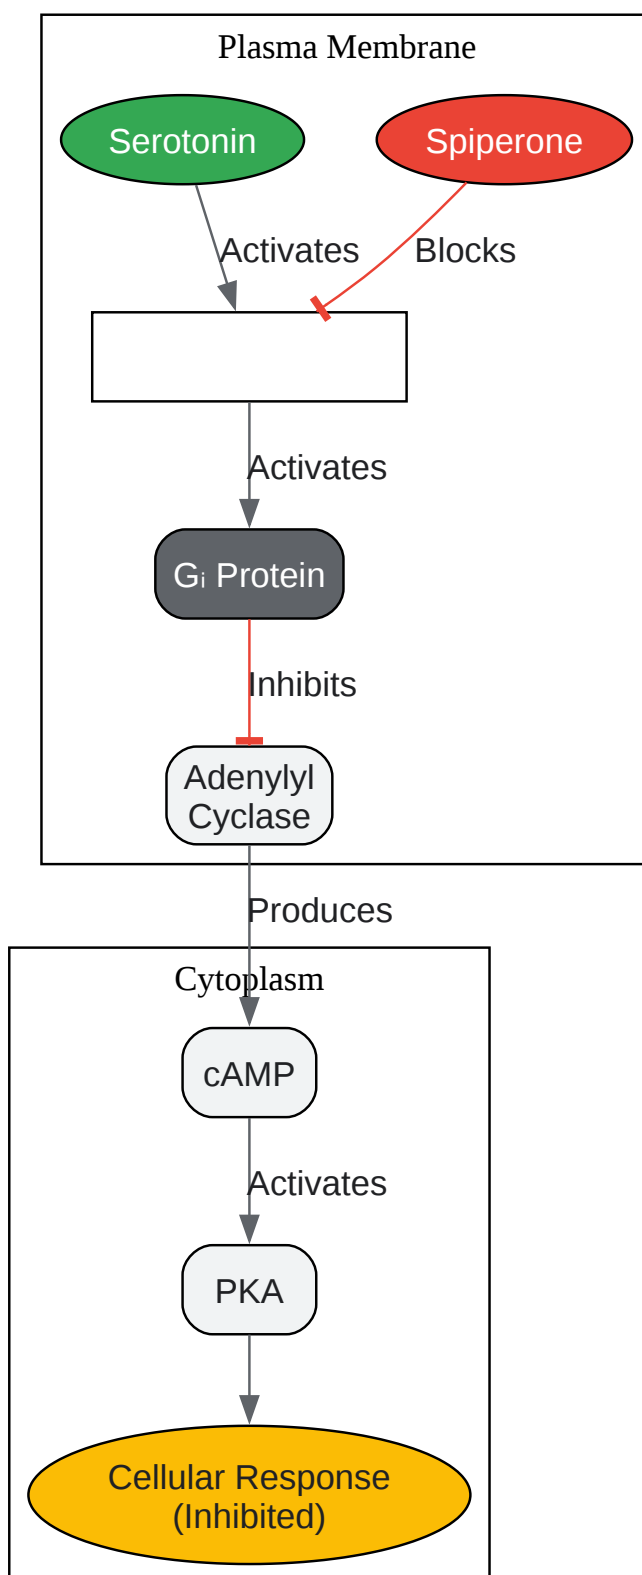 Plasma Membrane
Serotonin
Spiperone
Activates
Blocks
Activates
Gᵢ Protein
Inhibits
Adenylyl
Cyclase
Produces
Cytoplasm
cAMP
Activates
PKA
Cellular Response
(Inhibited)